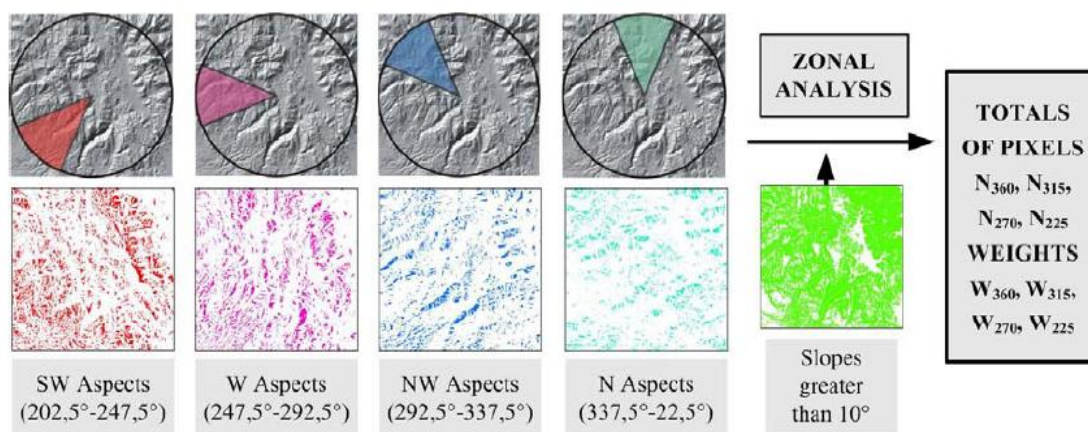 ZONAL
ANALYSIS
TOTALS
OF PIXELS
N360, N315,
N270, N225
WEIGHTS
W360, W315,
W270, W225
SW Aspects
(202,5°-247,5°)
W Aspects
(247,5°-292,5°)
NW Aspects
(292,5°-337,5°)
N Aspects
(337,5°-22,5°)
Slopes
greater
than 10°